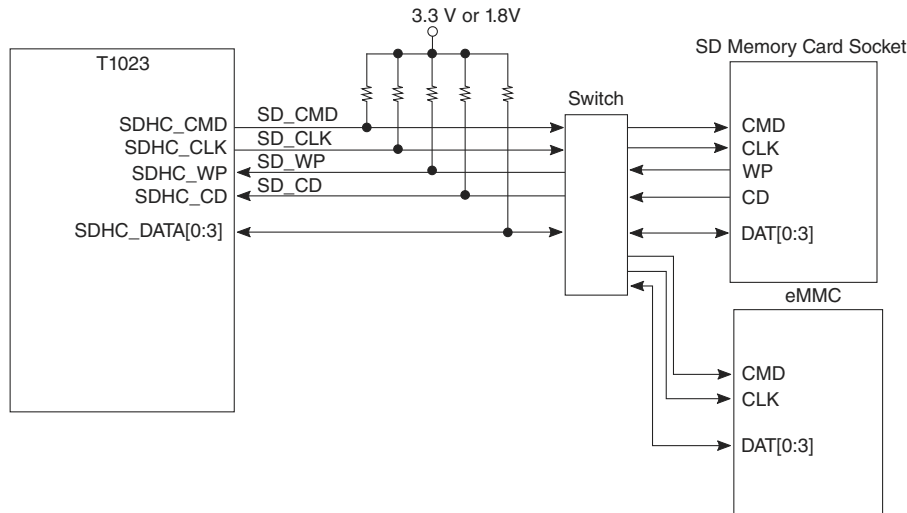 3.3 V or 1.8V
T1023
SDHC_CMD
SDHC_CLK
SDHC_WP
SDHC_CD
SDHC_DATA[0:3]
SD_CMD
SD_CLK
SD_WP
SD_CD
Switch
SD Memory Card Socket
CMD
CLK
WP
CD
DAT[0:3]
eMMC
CMD
CLK
DAT[0:3]